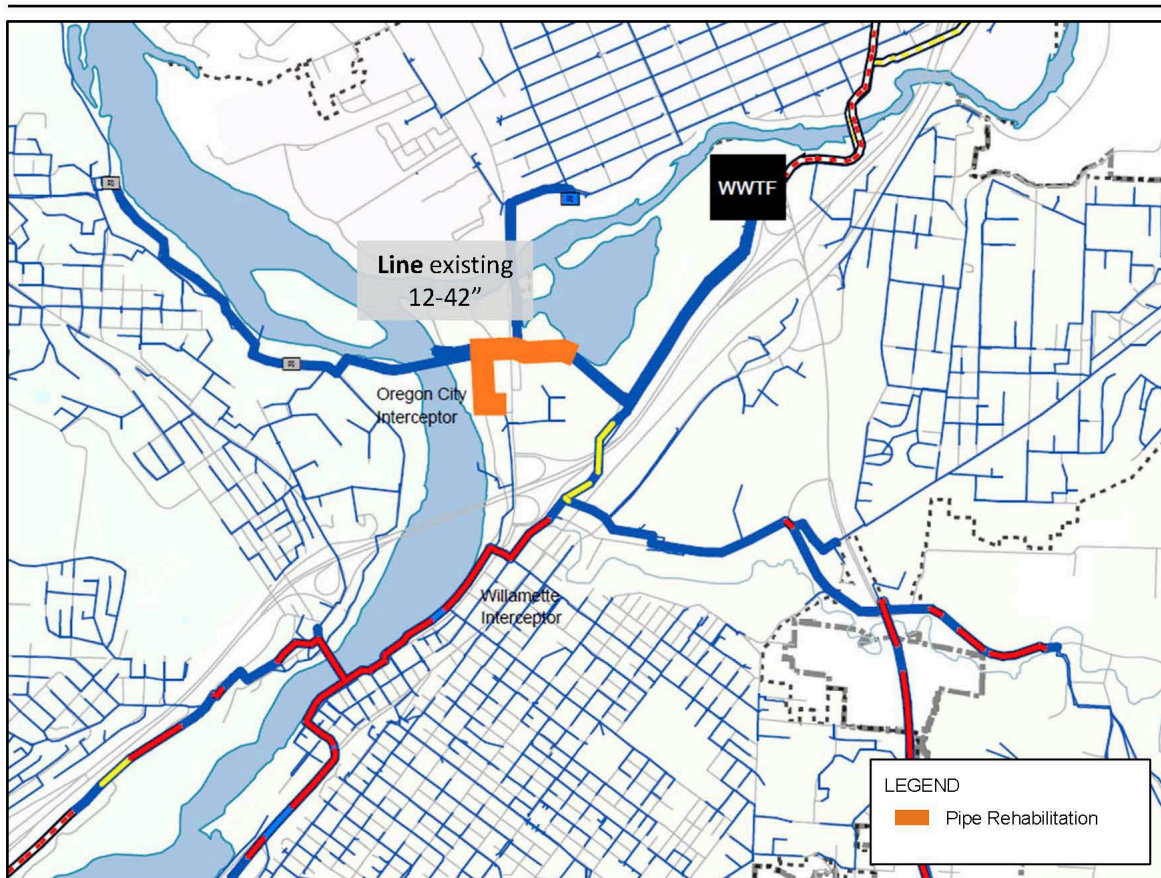 WWTF
Line existing
12-42”
Oregon City
Interceptor
Willamette
Interceptor
LEGEND
Pipe Rehabilitation